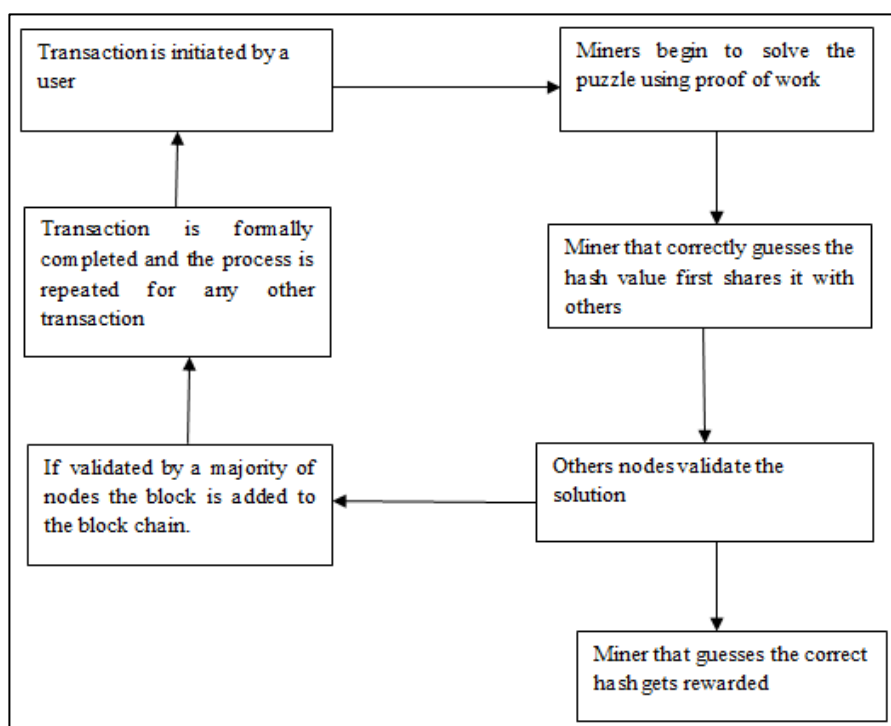 Transaction is initiated by a
user
Miners begin to solve the
puzzle using proof of work
Miner that correctly guesses the
hash value first shares it with
others
Others nodes validate the
solution
Miner that guesses the correct
hash gets rewarded
If validated by a majority of
nodes the block is added to
the block chain.
Transaction is formally
completed and the process is
repeated for any other
transaction